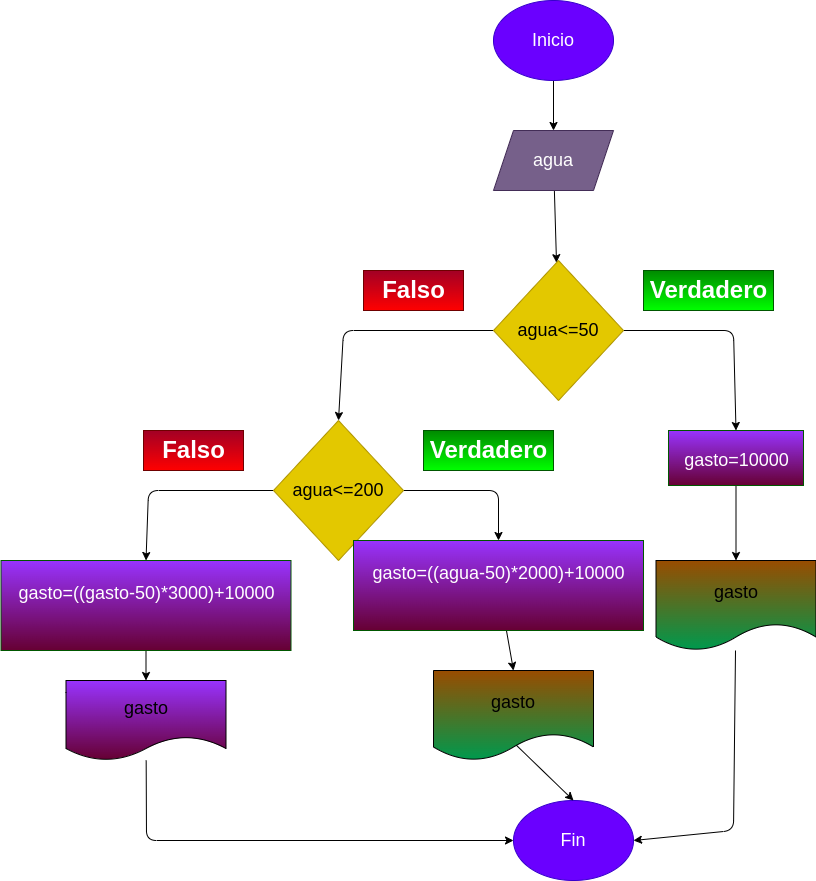 Inicio
agua
Falso
Verdadero
agua<=50
Falso
Verdadero
gasto=10000
agua<=200
gasto=((gasto-50)*3000)+10000
gasto=((agua-50)*2000)+10000
gasto
gasto
gasto
Fin